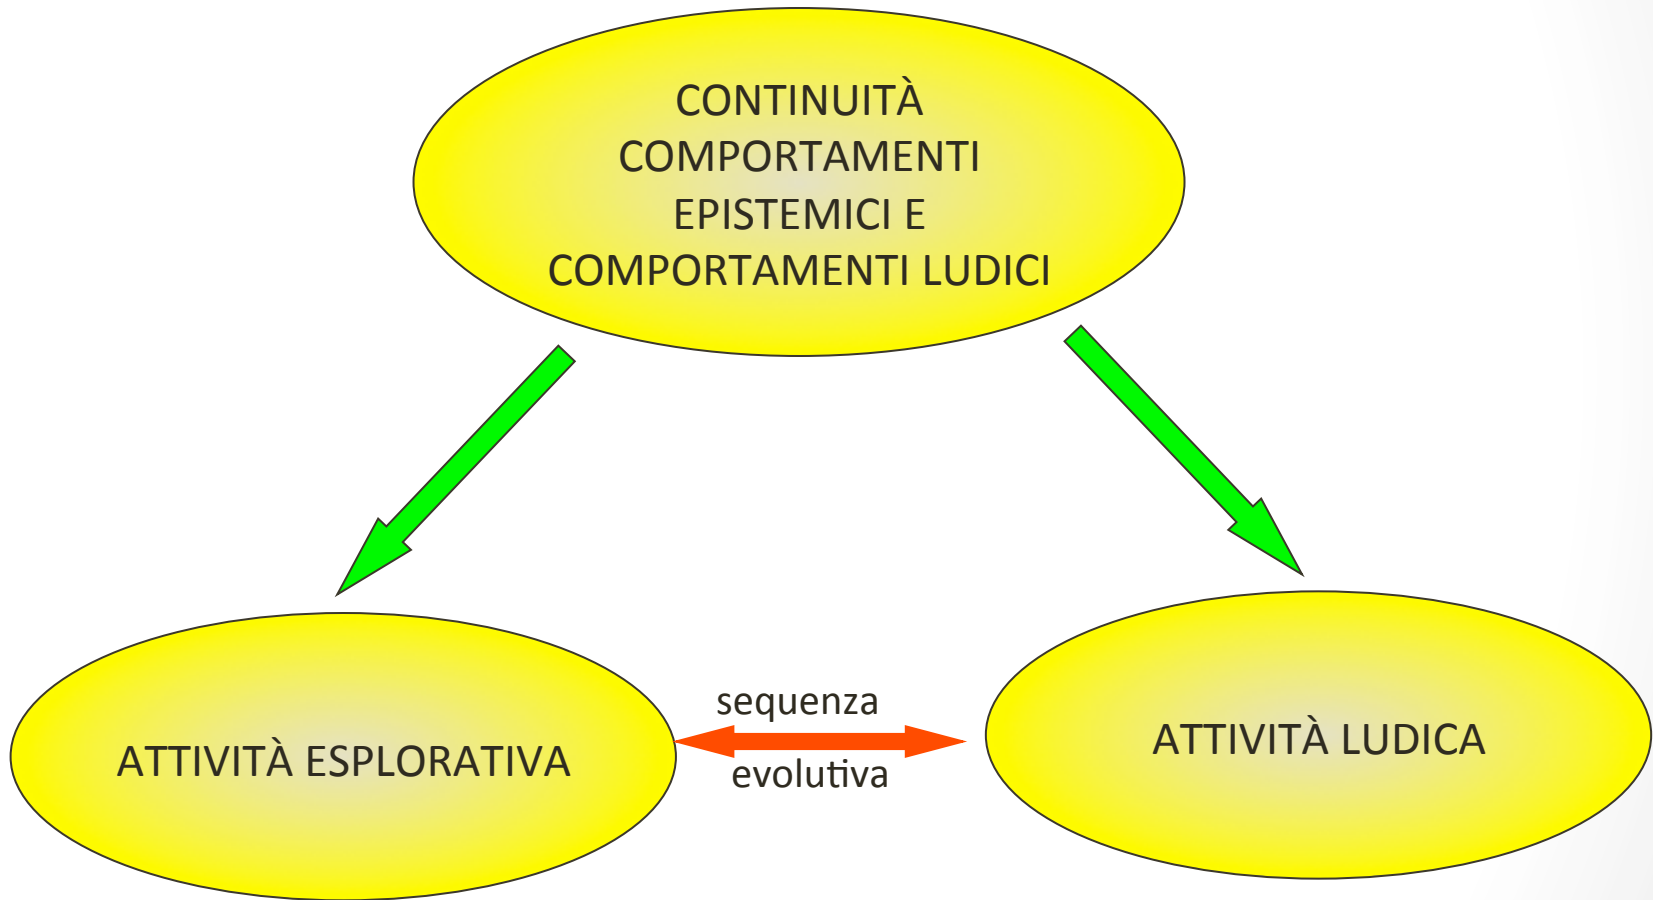 CONTINUITÀ
COMPORTAMENTI
EPISTEMICI E
COMPORTAMENTI LUDICI
sequenza
evolutiva
ATTIVITÀ ESPLORATIVA
ATTIVITÀ LUDICA